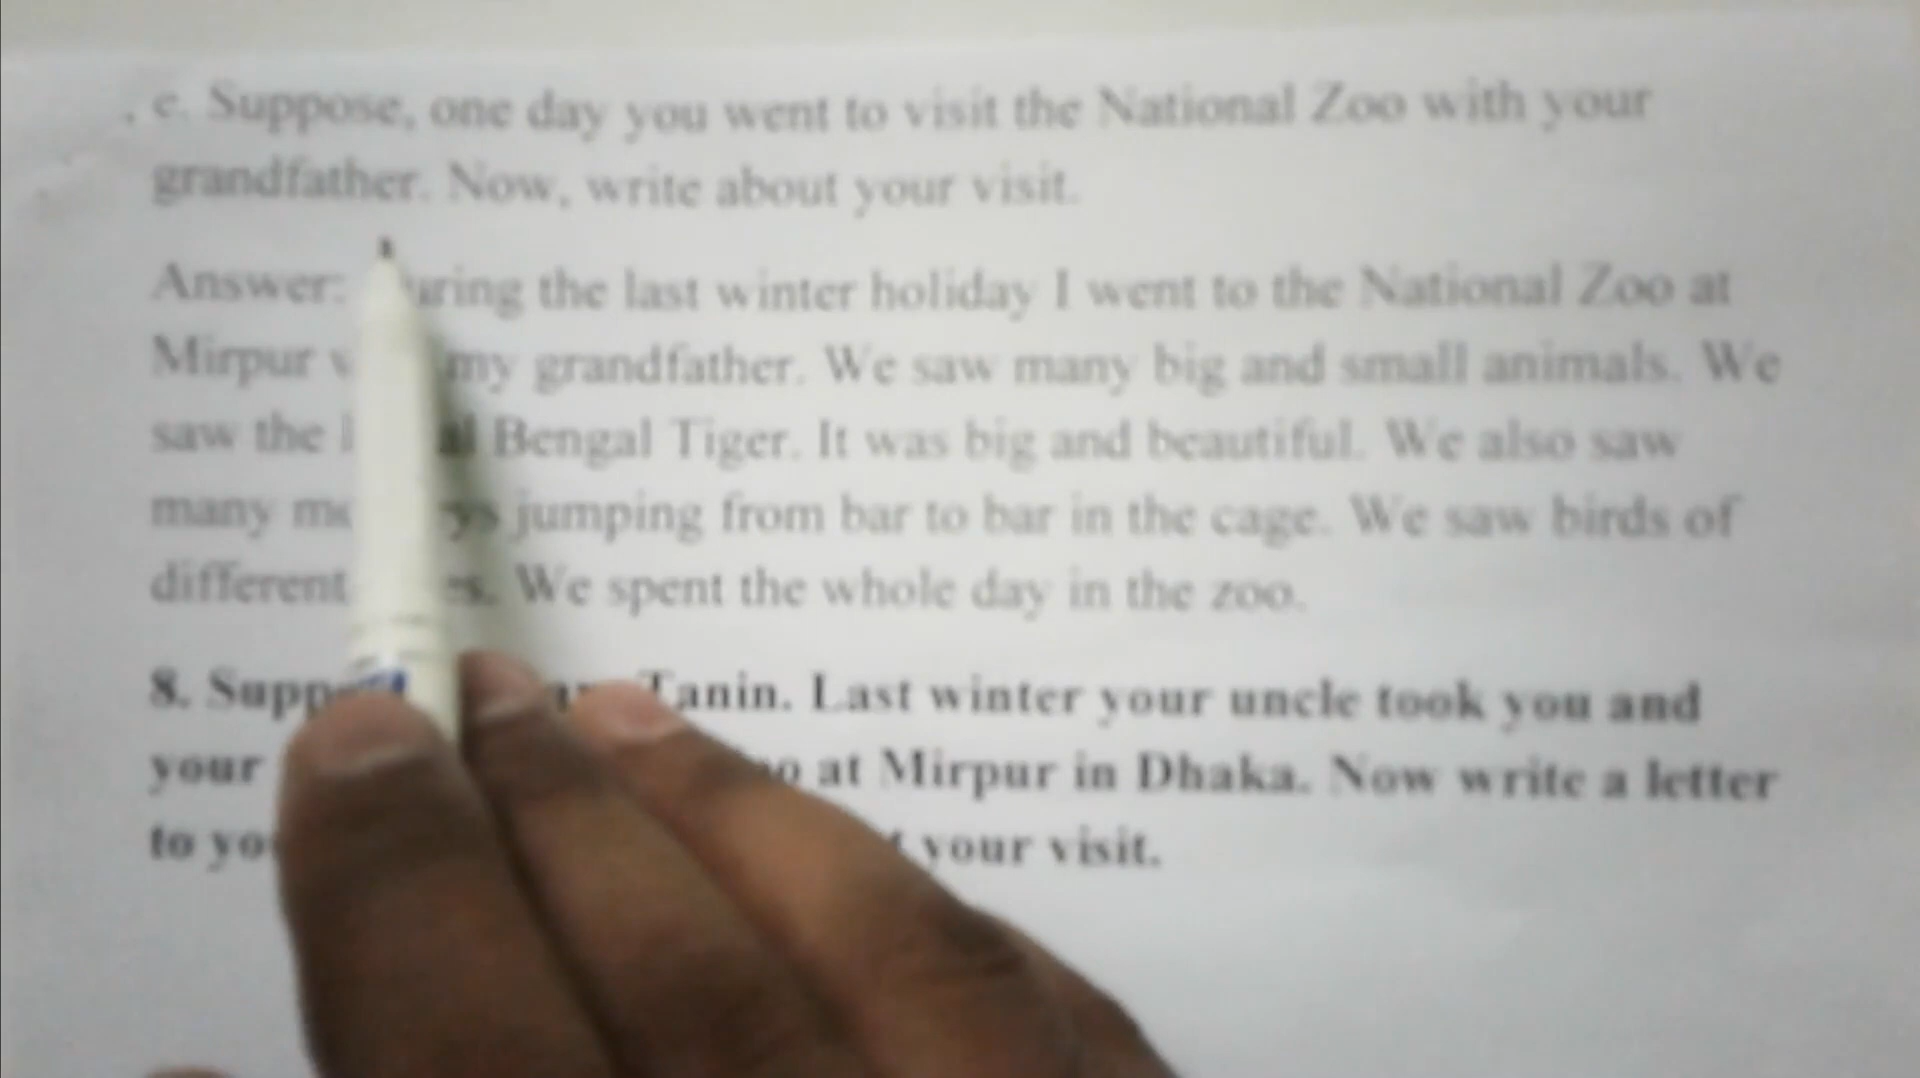 c. Suppose, one day you went to visit the National Zoo with your
grandfather. Now, write about your visit.
Answer: uring the last winter holiday I went to the National Zoo at
Mirpur my grandfather. We saw many big and small animals. We
saw the Bengal Tiger. It was big and beautiful. We also saw
many jumping from bar to bar in the cage. We saw birds of
different We spent the whole day in the zoo.
8. Tanin. Last winter your uncle took you and
your at Mirpur in Dhaka. Now write a letter
to your visit.